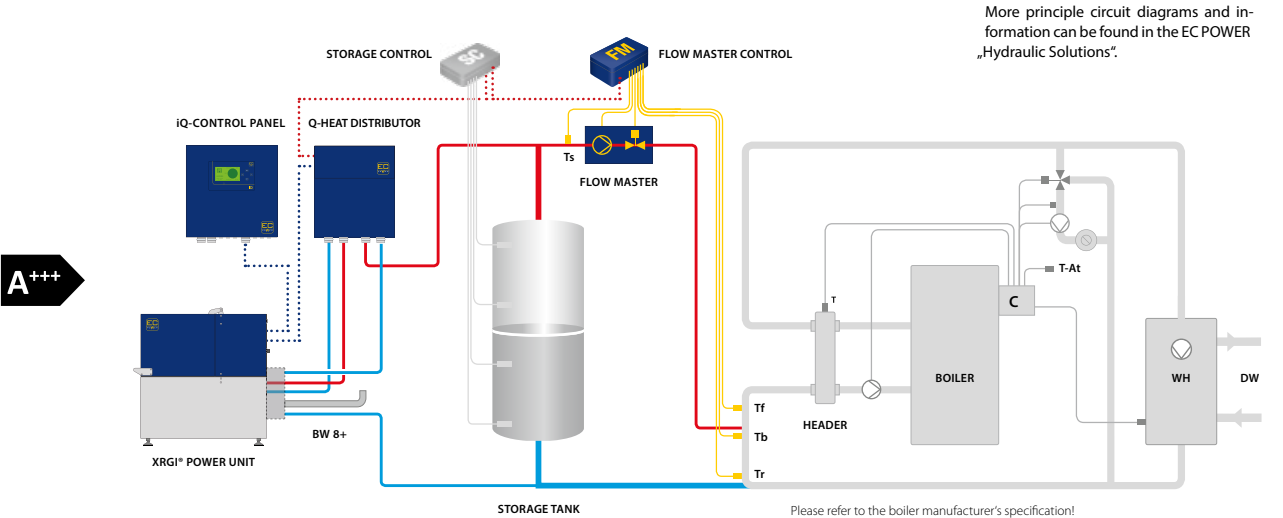 More principle circuit diagrams and in-
formation can be found in the EC POWER
„Hydraulic Solutions“.
STORAGE CONTROL
SC
FM
FLOW MASTER CONTROL
iQ-CONTROL PANEL
Q-HEAT DISTRIBUTOR
EC
Ts
FLOW MASTER
EC
A+++
T-At
T
C
EC
BOILER
WH
DW
Tf
HEADER
BW 8+
Tb
XRGI® POWER UNIT
Tr
STORAGE TANK
Please refer to the boiler manufacturer's specification!